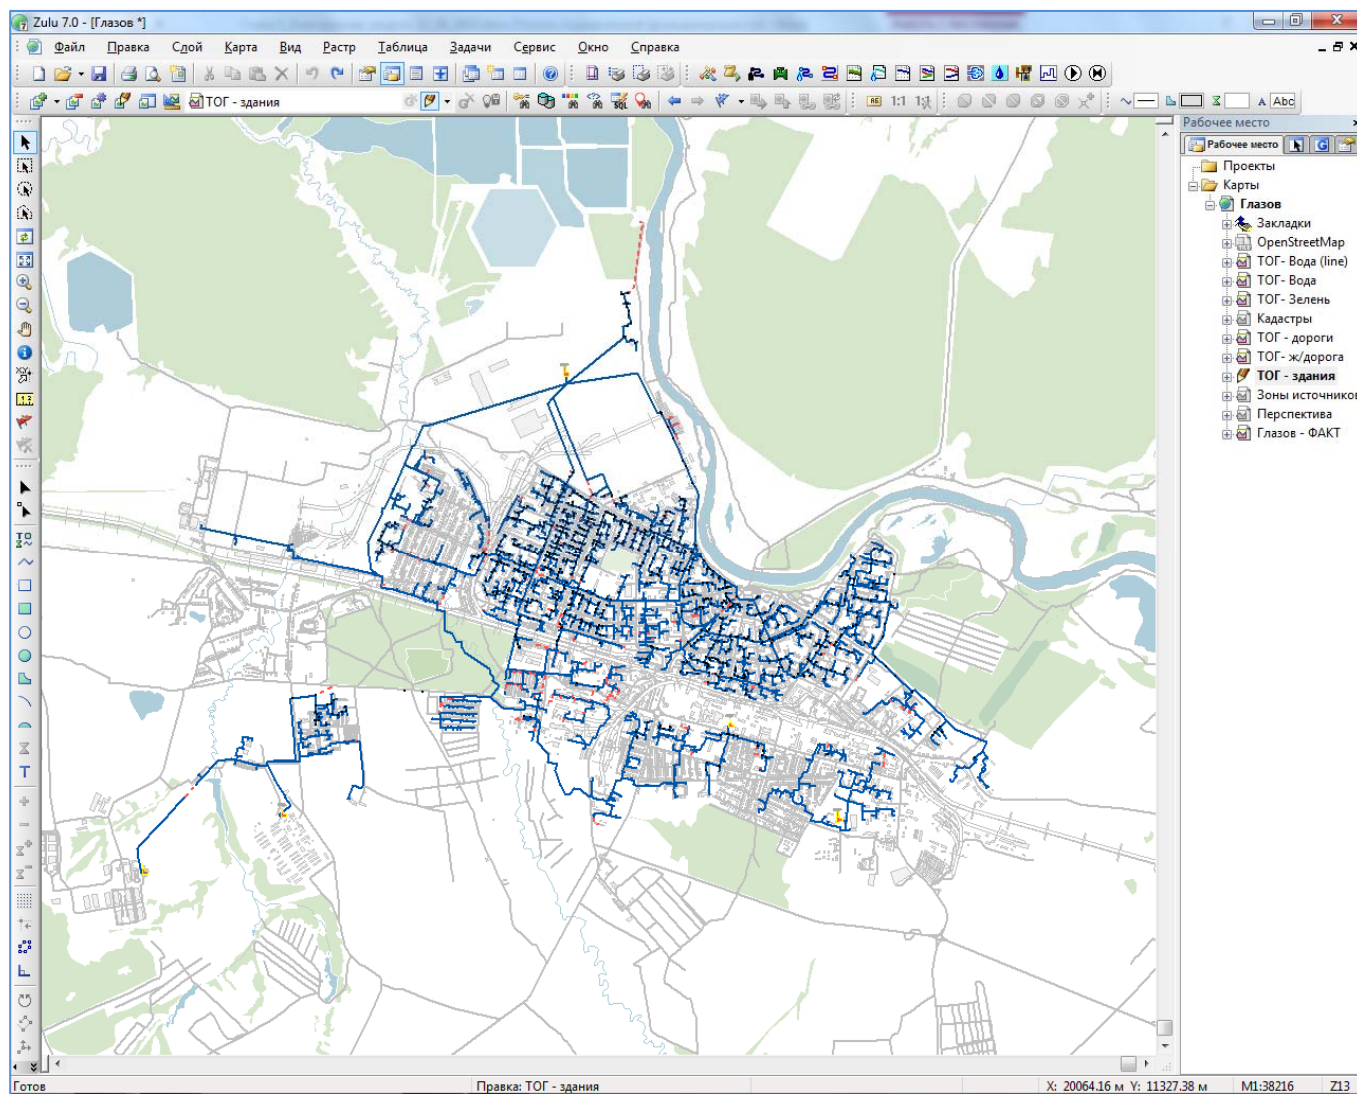 Zulu 7.0 - [Глазов *]
Файл Правка Слой Карта Вид Растр Таблица Задачи Сервис Окно Справка
ТОГ - здания
1:1
Abc
Рабочее место
Рабочее место
Проекты
Карты
Глазов
Закладки
OpenStreetMap
ТОГ- Вода (line)
ТОГ- Вода
ТОГ- Зелень
Кадастры
ТОГ - дороги
ТОГ- ж/дорога
ТОГ - здания
Зоны источников
Перспектива
Глазов - ФАКТ
Готов
Правка: ТОГ - здания
X: 20064.16 м Y: 11327.38 м
М1:38216
Z13